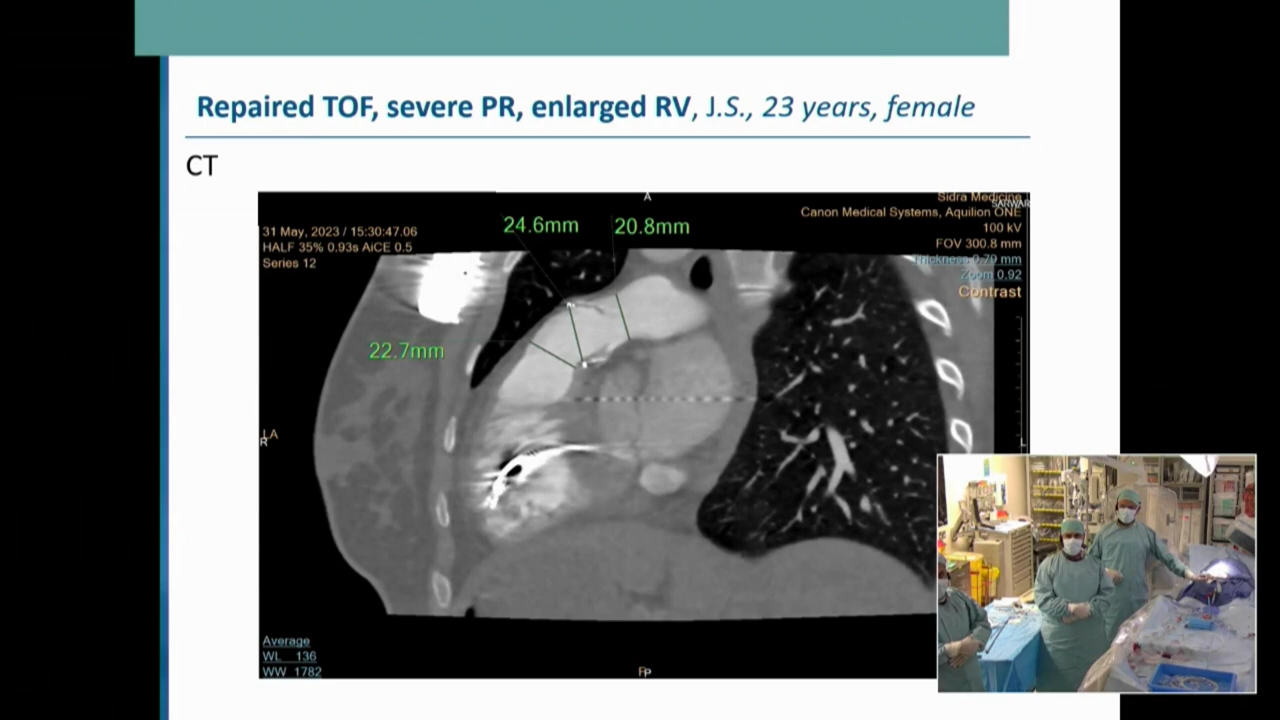 Repaired TOF, severe PR, enlarged RV, J.S., 23 years, female
CT
A
24.6mm
20.8mm
22.7mm
31 May, 2023 / 15:30:47.06
HALF 35% 0.93s AiCE 0.5
Series 12
Sidra Medicine
SARWAR
Canon Medical Systems, Aquilion ONE
100 kV
FOV 300.8 mm
Thickness 0.79 mm
Zoom 0.92
Contrast
LA
R
L
Average
WL 136
WW 1782